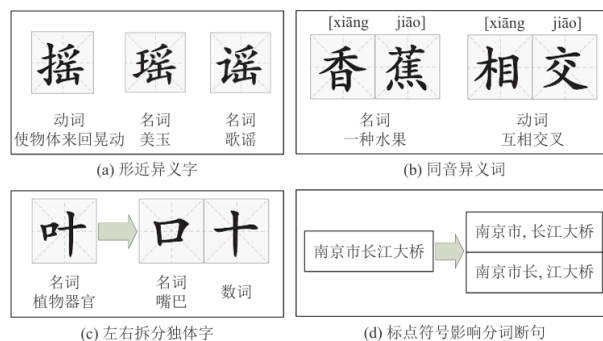 [xiāng jiāo] [xiāng jiāo]
摇 瑶 谣 香蕉 相交
动词 名词 名词 名词 动词
使物体来回晃动 美玉 歌谣 一种水果 互相交叉
(a) 形近异义字 (b) 同音异义词
叶 口 十
名词 名词 数词
植物器官 嘴巴
(c) 左右拆分独体字
南京市长江大桥
南京市, 长江大桥
南京市长, 江大桥
(d) 标点符号影响分词断句